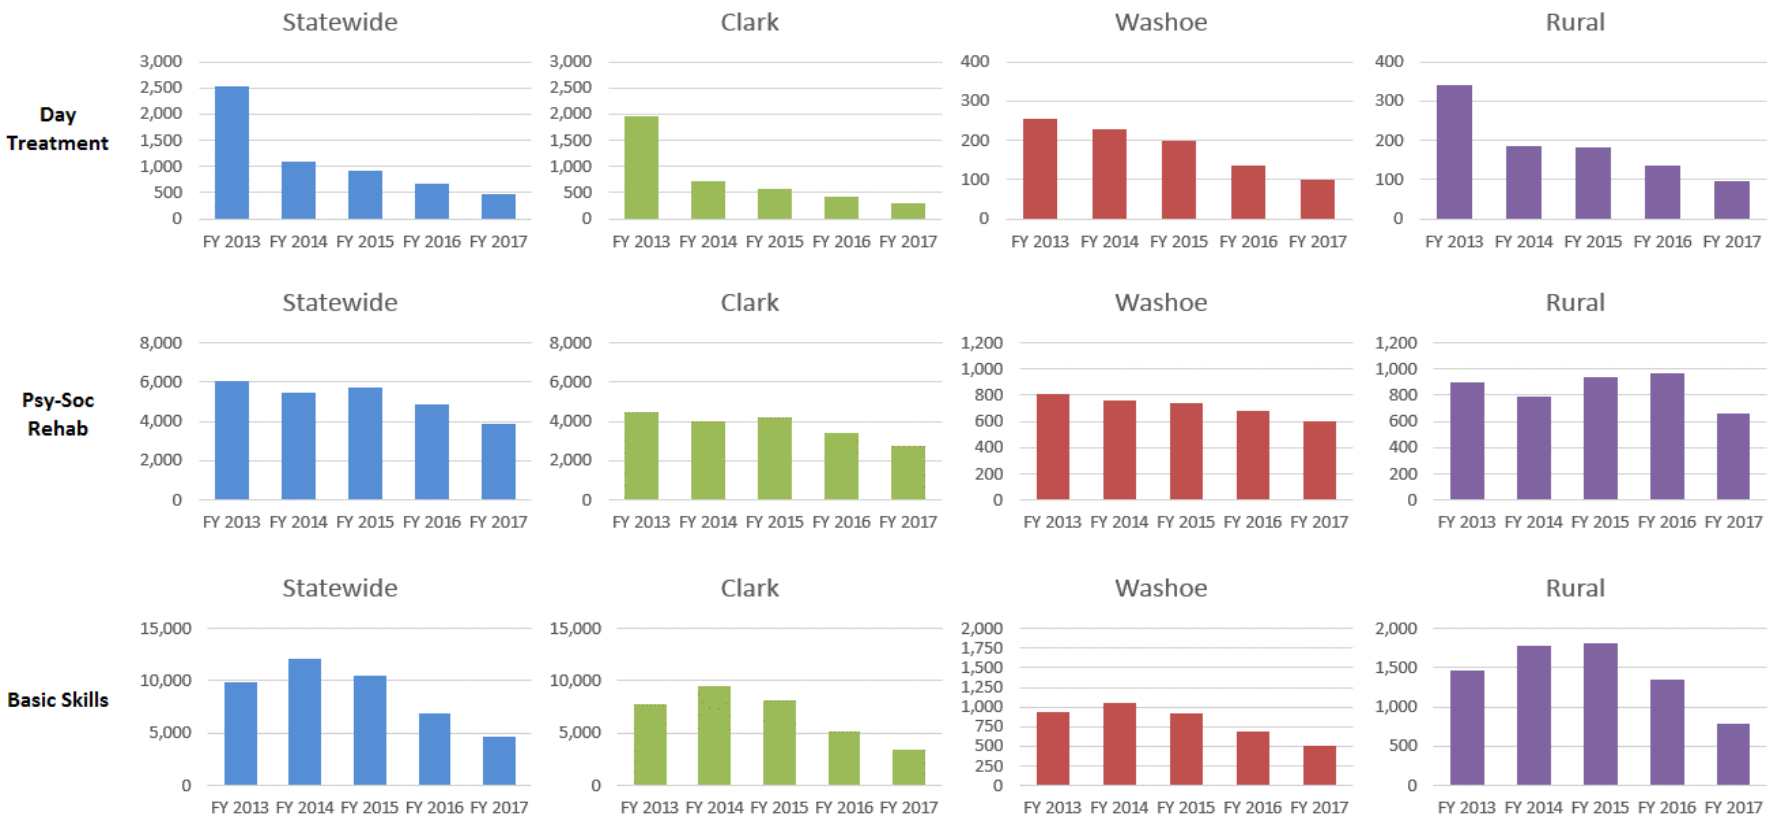 Statewide Clark Washoe Rural
Day
Treatment
3,000 3,000 400 400
2,500 2,500
2,000 2,000 300 300
1,500 1,500 200 200
1,000 1,000
500 500 100 100
0 0 0 0
FY 2013 FY 2014 FY 2015 FY 2016 FY 2017 FY 2013 FY 2014 FY 2015 FY 2016 FY 2017 FY 2013 FY 2014 FY 2015 FY 2016 FY 2017 FY 2013 FY 2014 FY 2015 FY 2016 FY 2017
Statewide Clark Washoe Rural
Psy-Soc
Rehab
8,000 8,000 1,200 1,200
6,000 6,000 1,000 1,000
4,000 4,000 800 800
2,000 2,000 600 600
0 0 400 400
200 200
0 0
FY 2013 FY 2014 FY 2015 FY 2016 FY 2017 FY 2013 FY 2014 FY 2015 FY 2016 FY 2017 FY 2013 FY 2014 FY 2015 FY 2016 FY 2017 FY 2013 FY 2014 FY 2015 FY 2016 FY 2017
Statewide Clark Washoe Rural
Basic Skills
15,000 15,000 2,000 2,000
10,000 10,000 1,750 1,500
5,000 5,000 1,500 1,000
0 0 1,250 500
1,000 0
750
500
250
0
FY 2013 FY 2014 FY 2015 FY 2016 FY 2017 FY 2013 FY 2014 FY 2015 FY 2016 FY 2017 FY 2013 FY 2014 FY 2015 FY 2016 FY 2017 FY 2013 FY 2014 FY 2015 FY 2016 FY 2017